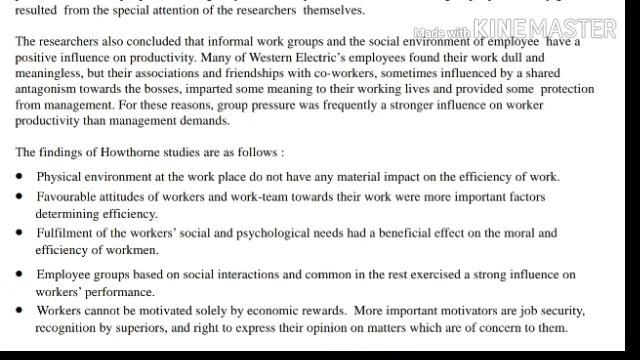 resulted from the special attention of the researchers themselves.
Made with KINEMASTER
The researchers also concluded that informal work groups and the social environment of employee have a
positive influence on productivity. Many of Western Electric's employees found their work dull and
meaningless, but their associations and friendships with co-workers, sometimes influenced by a shared
antagonism towards the bosses, imparted some meaning to their working lives and provided some protection
from management. For these reasons, group pressure was frequently a stronger influence on worker
productivity than management demands.
The findings of Howthorne studies are as follows :
• Physical environment at the work place do not have any material impact on the efficiency of work.
• Favourable attitudes of workers and work-team towards their work were more important factors
determining efficiency.
• Fulfilment of the workers' social and psychological needs had a beneficial effect on the moral and
efficiency of workmen.
• Employee groups based on social interactions and common in the rest exercised a strong influence on
workers' performance.
• Workers cannot be motivated solely by economic rewards. More important motivators are job security,
recognition by superiors, and right to express their opinion on matters which are of concern to them.